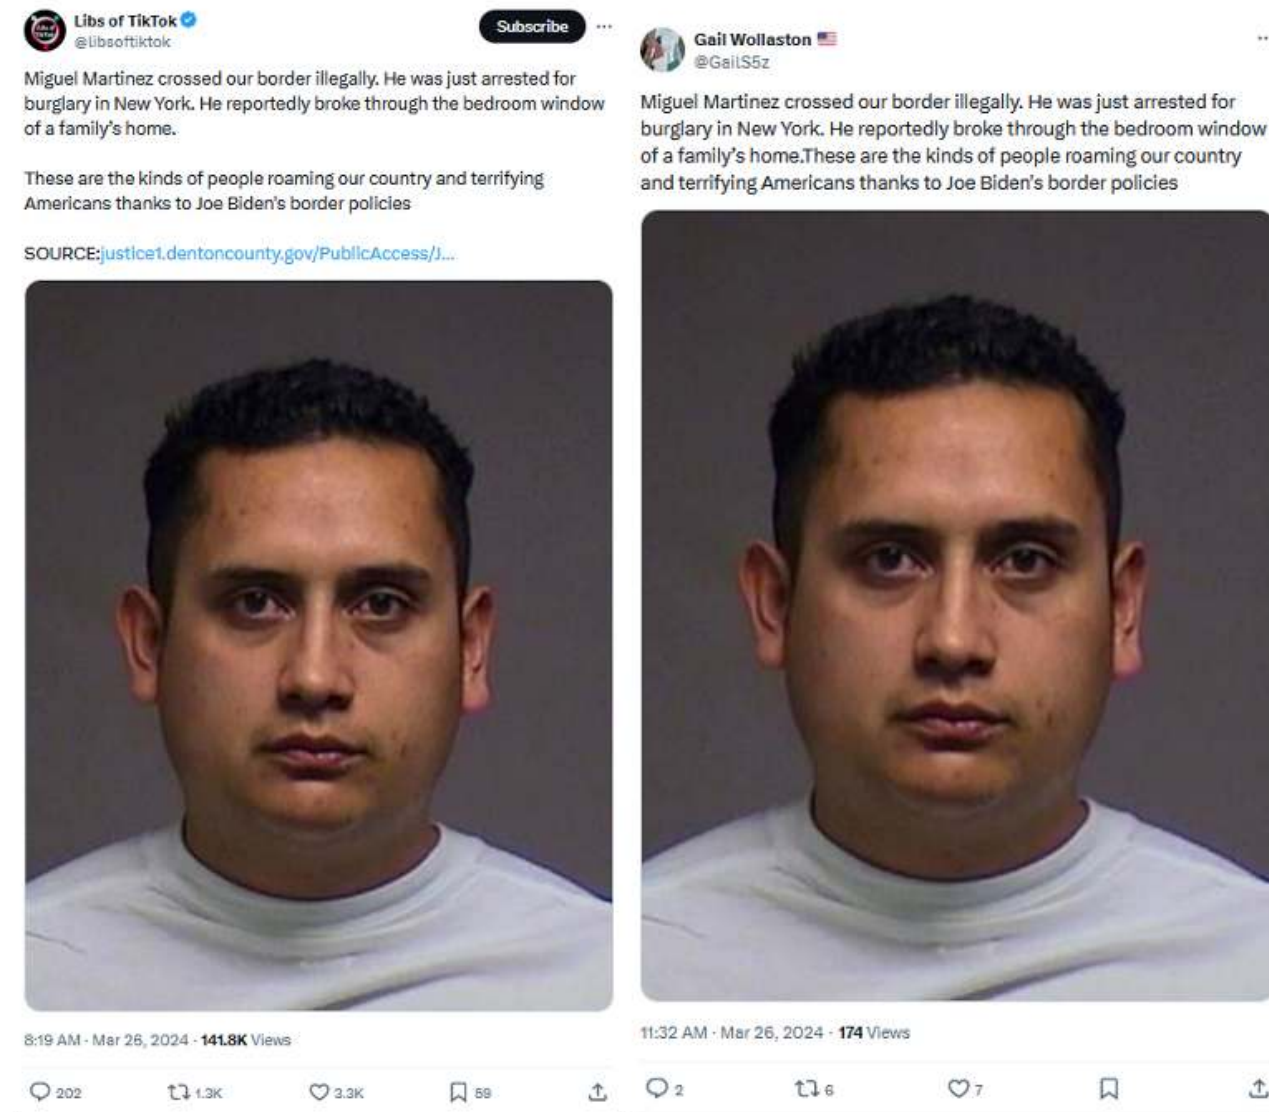 Libs of TikTok
@libsoftiktok
Subscribe
Miguel Martinez crossed our border illegally. He was just arrested for
burglary in New York. He reportedly broke through the bedroom window
of a family's home.
These are the kinds of people roaming our country and terrifying
Americans thanks to Joe Biden's border policies
SOURCE:justice1.dentoncounty.gov/PublicAccess/J...
8:19 AM · Mar 26, 2024 · 141.8K Views
202 1.3K 3.3K 59
Gail Wollaston
@GailS5z
Miguel Martinez crossed our border illegally. He was just arrested for
burglary in New York. He reportedly broke through the bedroom window
of a family's home.These are the kinds of people roaming our country
and terrifying Americans thanks to Joe Biden's border policies
11:32 AM · Mar 26, 2024 · 174 Views
2 6 7